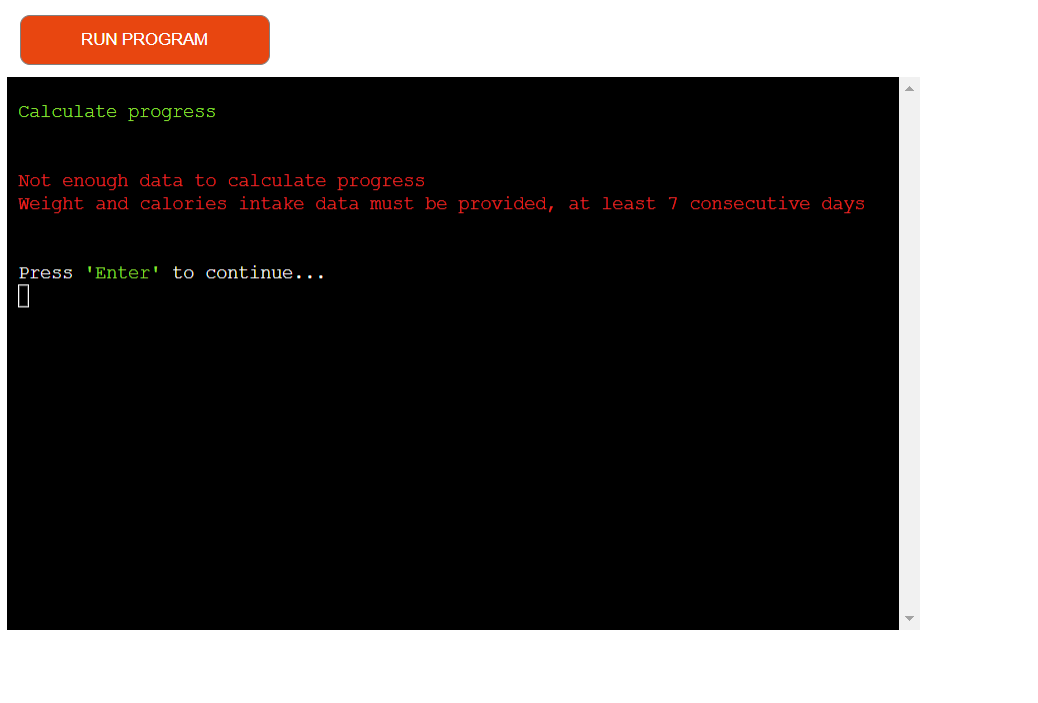 RUN PROGRAM
Calculate progress
Not enough data to calculate progress
Weight and calories intake data must be provided, at least 7 consecutive days
Press 'Enter' to continue...